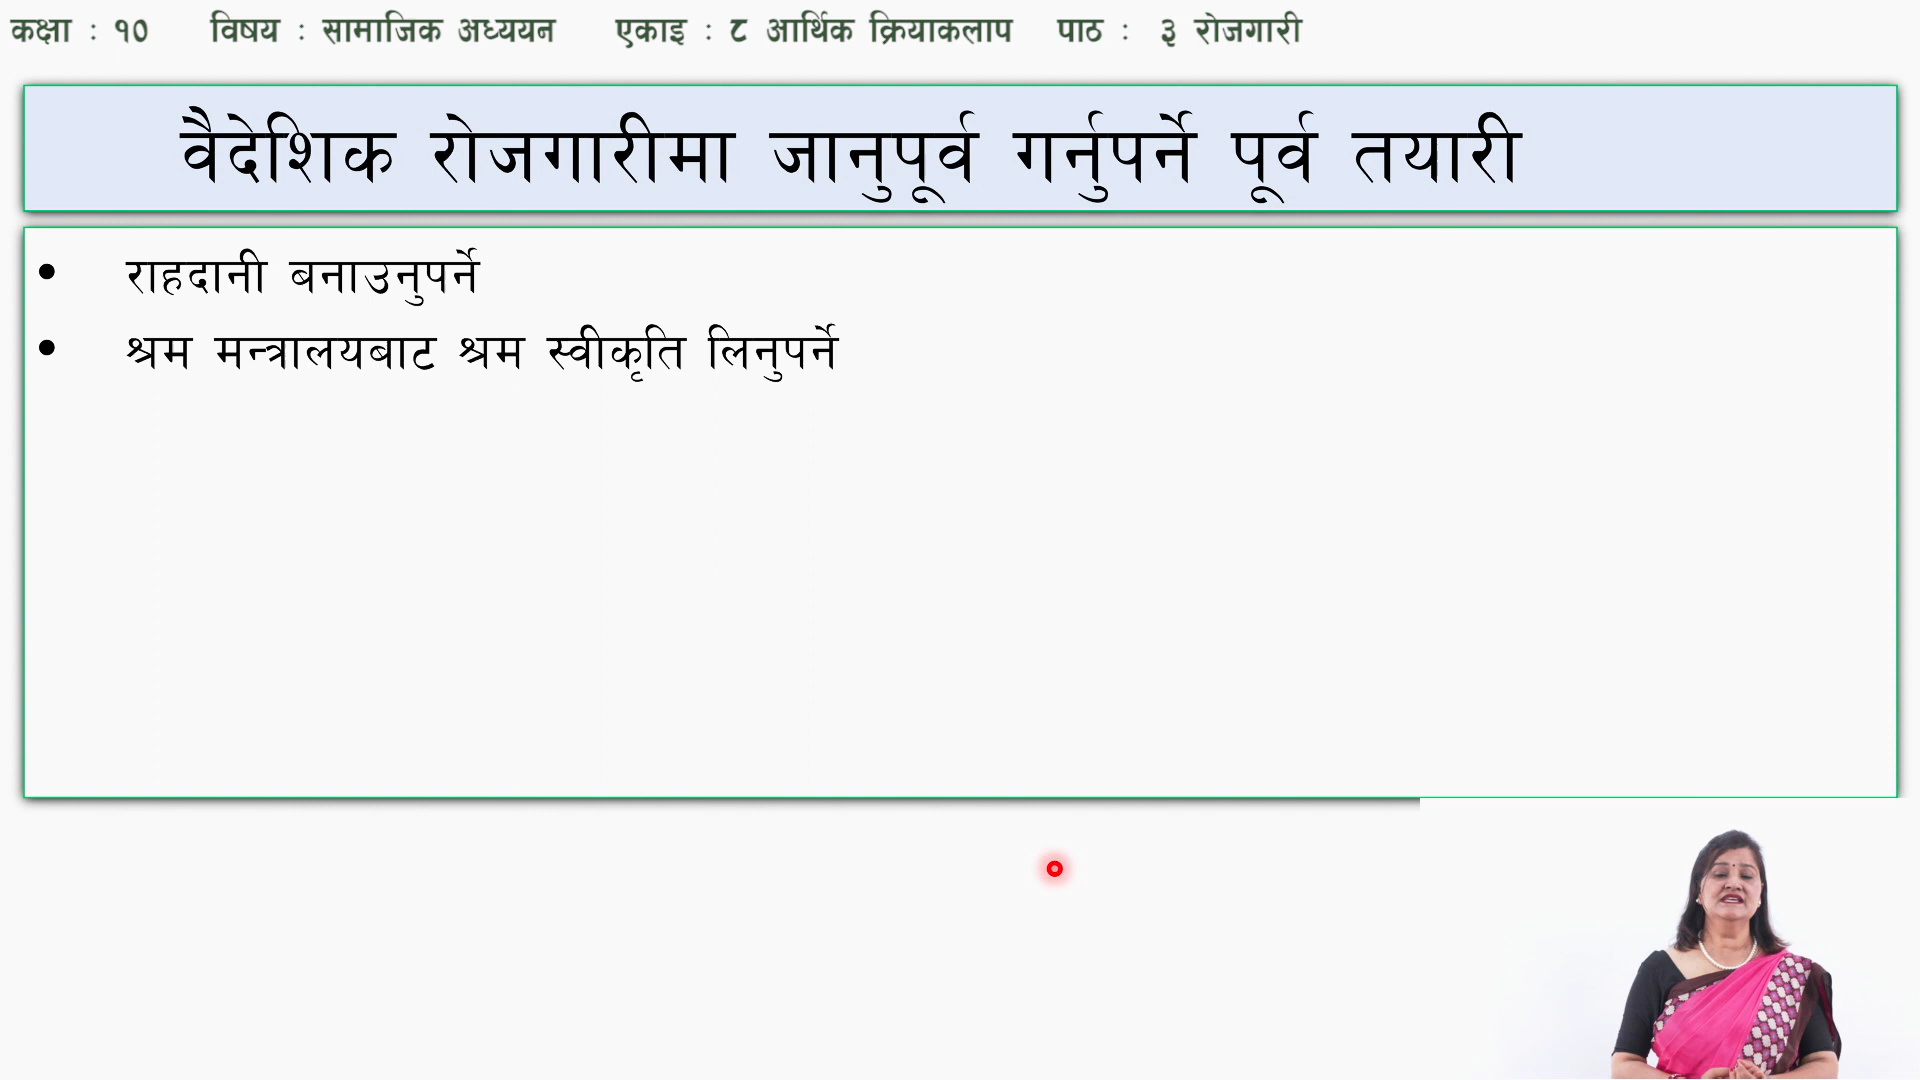 कक्षा : १० विषय : सामाजिक अध्ययन एकाइ : ८ आर्थिक क्रियाकलाप पाठ : ३ रोजगारी
वैदेशिक रोजगारीमा जानुपूर्व गर्नुपर्ने पूर्व तयारी
• राहदानी बनाउनुपर्ने
• श्रम मन्त्रालयबाट श्रम स्वीकृति लिनुपर्ने